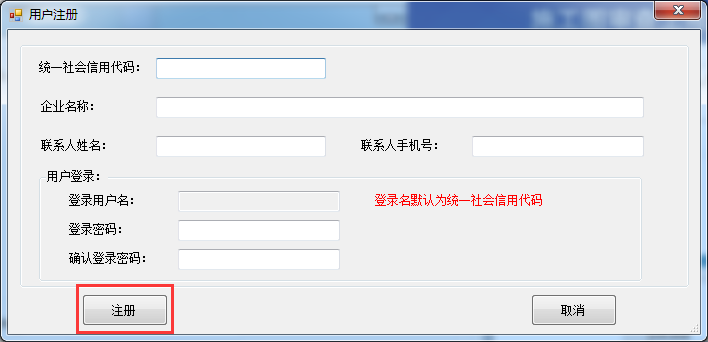 用户注册
统一社会信用代码：
企业名称：
联系人姓名： 联系人手机号：
用户登录：
登录用户名： 登录名默认为统一社会信用代码
登录密码：
确认登录密码：
注册 取消